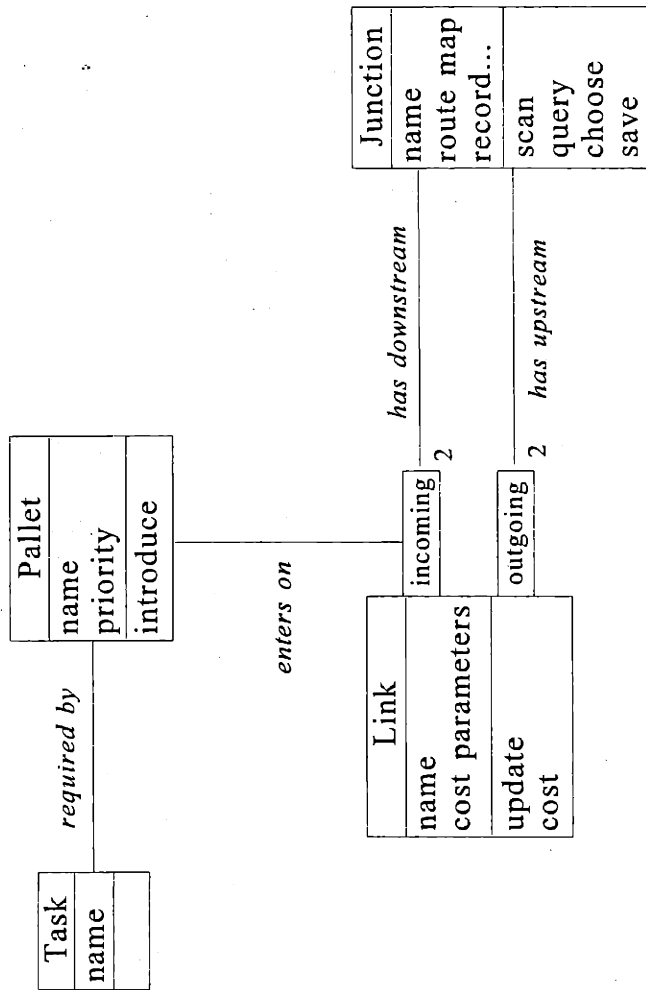 Task
name
required by
Pallet
name
priority
introduce
enters on
Link
name
cost parameters
update
cost
incoming
outgoing
2
2
has downstream
has upstream
Junction
name
route map
record...
scan
query
choose
save